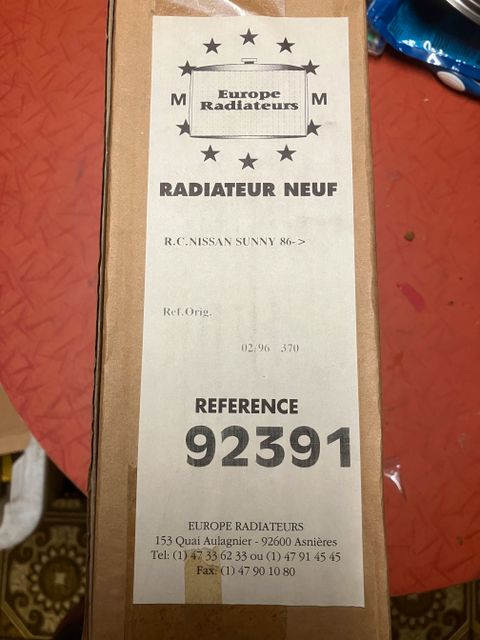 Europe
M Radiateurs M
RADIATEUR NEUF
R.C.NISSAN SUNNY 86->
Ref.Orig.
02/96 370
REFERENCE
92391
EUROPE RADIATEURS
153 Quai Aulagnier - 92600 Asnières
Tel: (1) 47 33 62 33 ou (1) 47 91 45 45
Fax: (1) 47 90 10 80